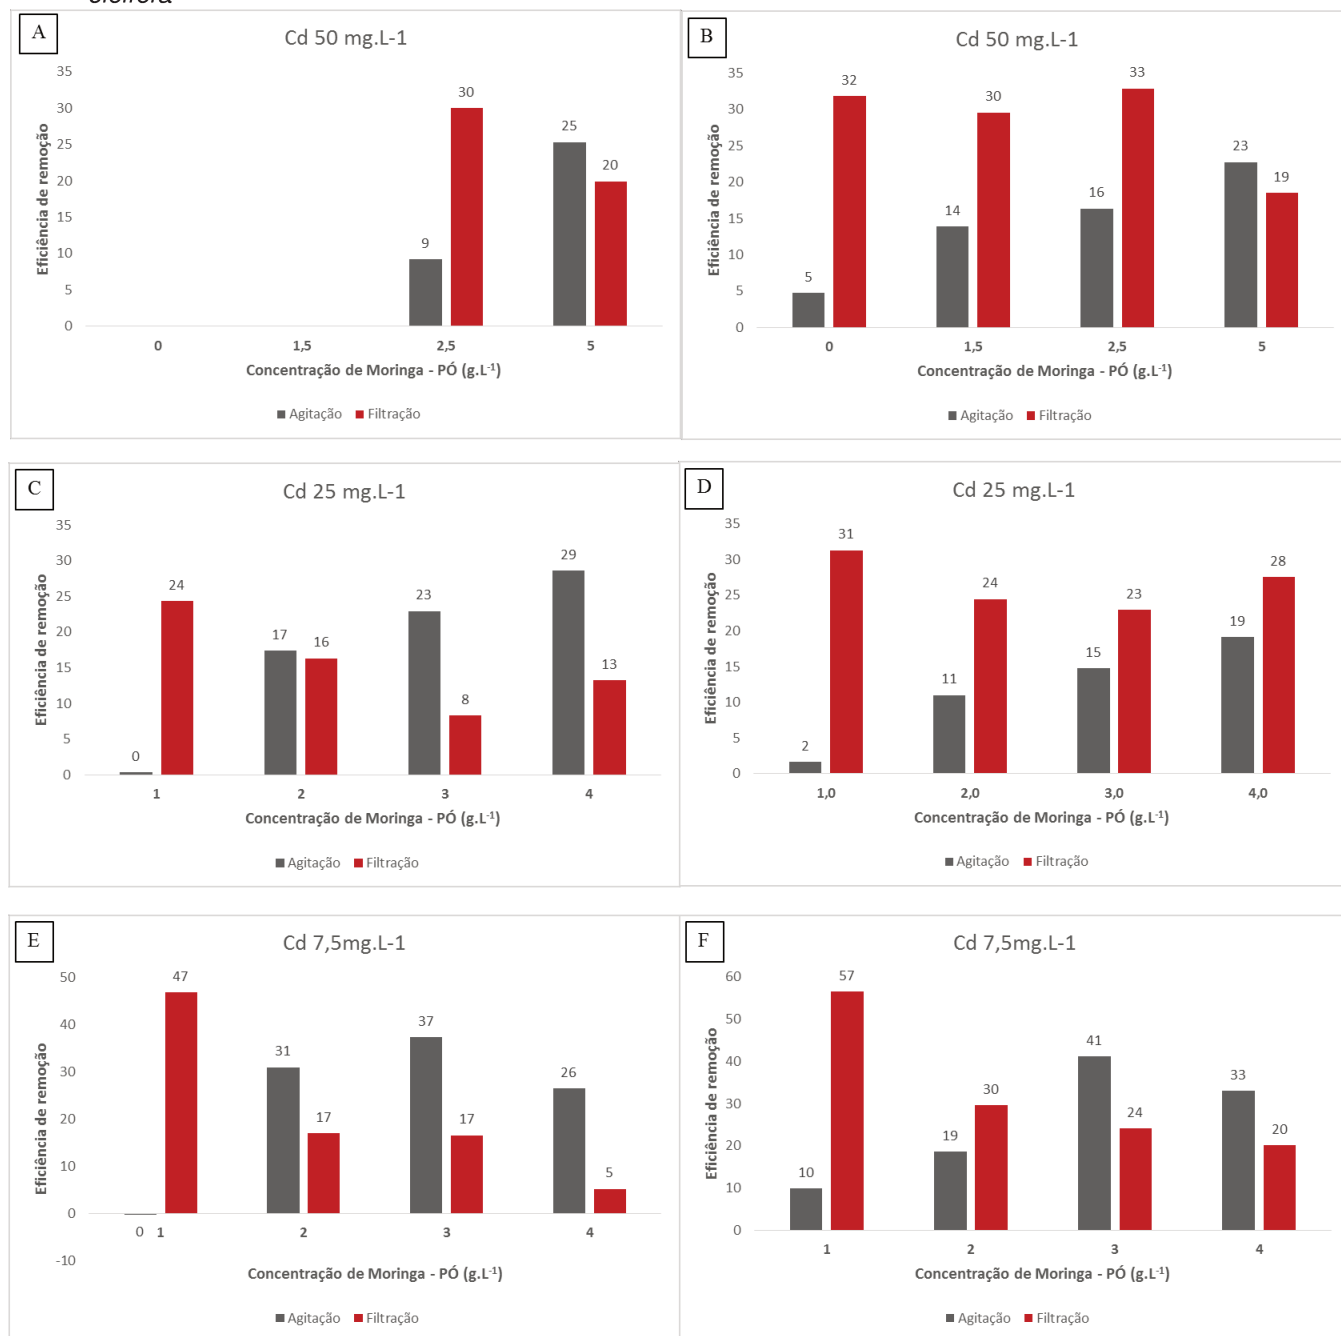 oleifera
A
Cd 50 mg.L-1
35
30
25
20
15
10
5
0
Eficiência de remoção
9
30
25
20
0 1,5 2,5 5
Concentração de Moringa - PÓ (g.L-1)
Agitação Filtração
B
Cd 50 mg.L-1
35
30
25
20
15
10
5
0
Eficiência de remoção
5
32
14
30
16
33
23
19
0 1,5 2,5 5
Concentração de Moringa - PÓ (g.L-1)
Agitação Filtração
C
Cd 25 mg.L-1
35
30
25
20
15
10
5
0
Eficiência de remoção
0
24
17
16
23
8
29
13
1 2 3 4
Concentração de Moringa - PÓ (g.L-1)
Agitação Filtração
D
Cd 25 mg.L-1
35
30
25
20
15
10
5
0
Eficiência de remoção
2
31
11
24
15
23
19
28
1,0 2,0 3,0 4,0
Concentração de Moringa - PÓ (g.L-1)
Agitação Filtração
E
Cd 7,5mg.L-1
50
40
30
20
10
0
-10
Eficiência de remoção
0
47
31
17
37
17
26
5
1 2 3 4
Concentração de Moringa - PÓ (g.L-1)
Agitação Filtração
F
Cd 7,5mg.L-1
60
50
40
30
20
10
0
Eficiência de remoção
10
57
19
30
41
24
33
20
1 2 3 4
Concentração de Moringa - PÓ (g.L-1)
Agitação Filtração